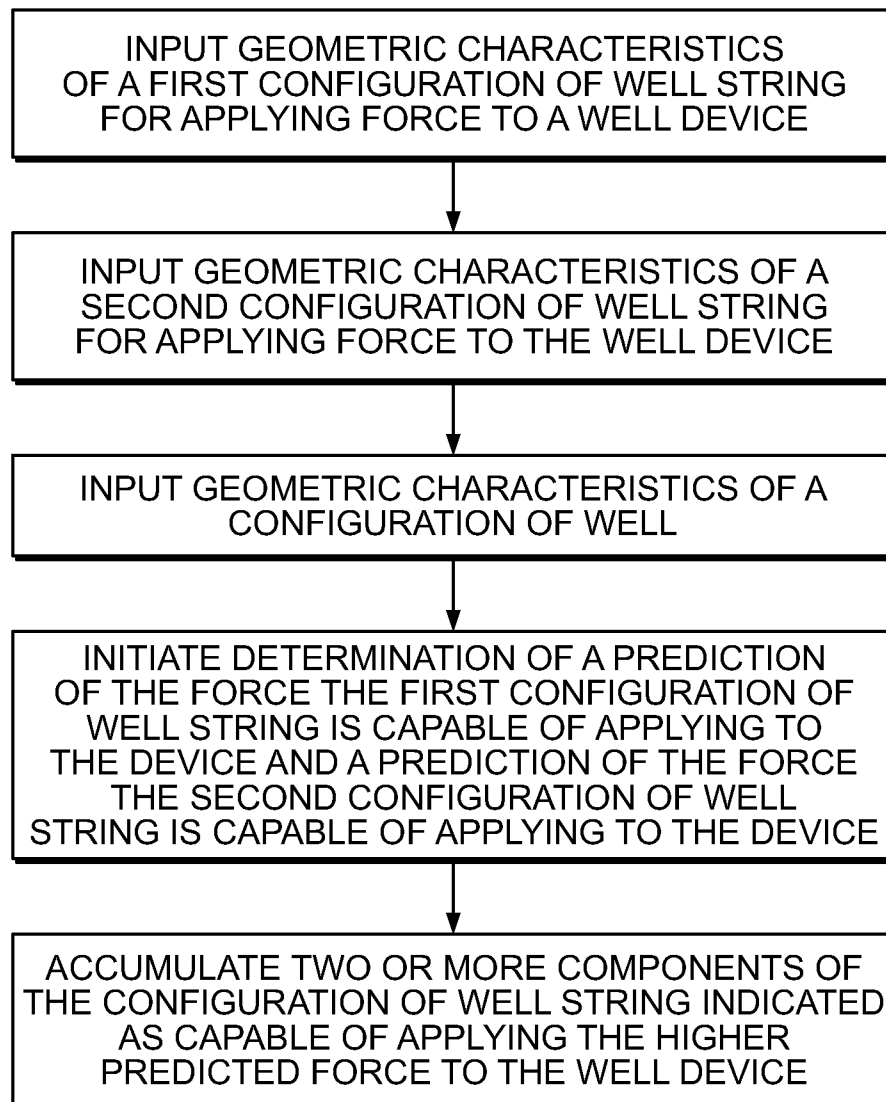 INPUT GEOMETRIC CHARACTERISTICS
OF A FIRST CONFIGURATION OF WELL STRING
FOR APPLYING FORCE TO A WELL DEVICE
INPUT GEOMETRIC CHARACTERISTICS OF A
SECOND CONFIGURATION OF WELL STRING
FOR APPLYING FORCE TO THE WELL DEVICE
INPUT GEOMETRIC CHARACTERISTICS OF A
CONFIGURATION OF WELL
INITIATE DETERMINATION OF A PREDICTION
OF THE FORCE THE FIRST CONFIGURATION OF
WELL STRING IS CAPABLE OF APPLYING TO
THE DEVICE AND A PREDICTION OF THE FORCE
THE SECOND CONFIGURATION OF WELL
STRING IS CAPABLE OF APPLYING TO THE DEVICE
ACCUMULATE TWO OR MORE COMPONENTS OF
THE CONFIGURATION OF WELL STRING INDICATED
AS CAPABLE OF APPLYING THE HIGHER
PREDICTED FORCE TO THE WELL DEVICE